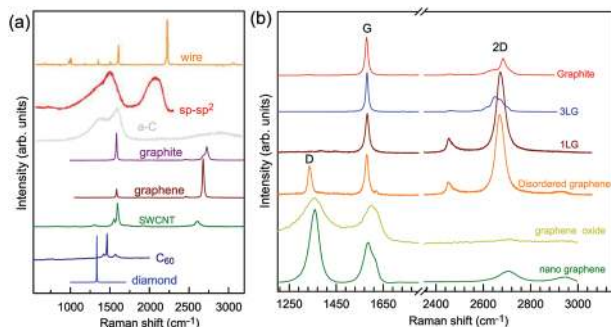 (a)
Intensity (arb. units)
wire
sp-sp²
a-C
graphite
graphene
SWCNT
C₆₀
diamond
500 1000 1500 2000 2500 3000
Raman shift (cm⁻¹)
(b)
Intensity (arb. units)
G
2D
Graphite
3LG
1LG
D
Disordered graphene
graphene oxide
nano graphene
1200 1450 1650 2400 2600 2800 3000
Raman shift (cm⁻¹)